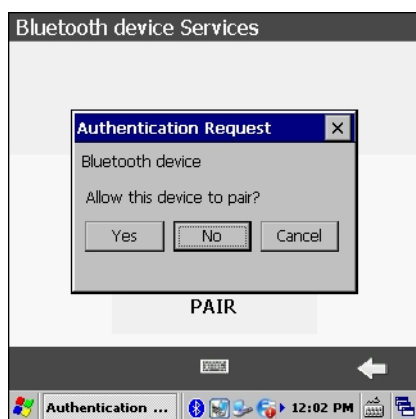 Bluetooth device Services
Authentication Request
Bluetooth device
Allow this device to pair?
Yes No Cancel
PAIR
Authentication ... 12:02 PM